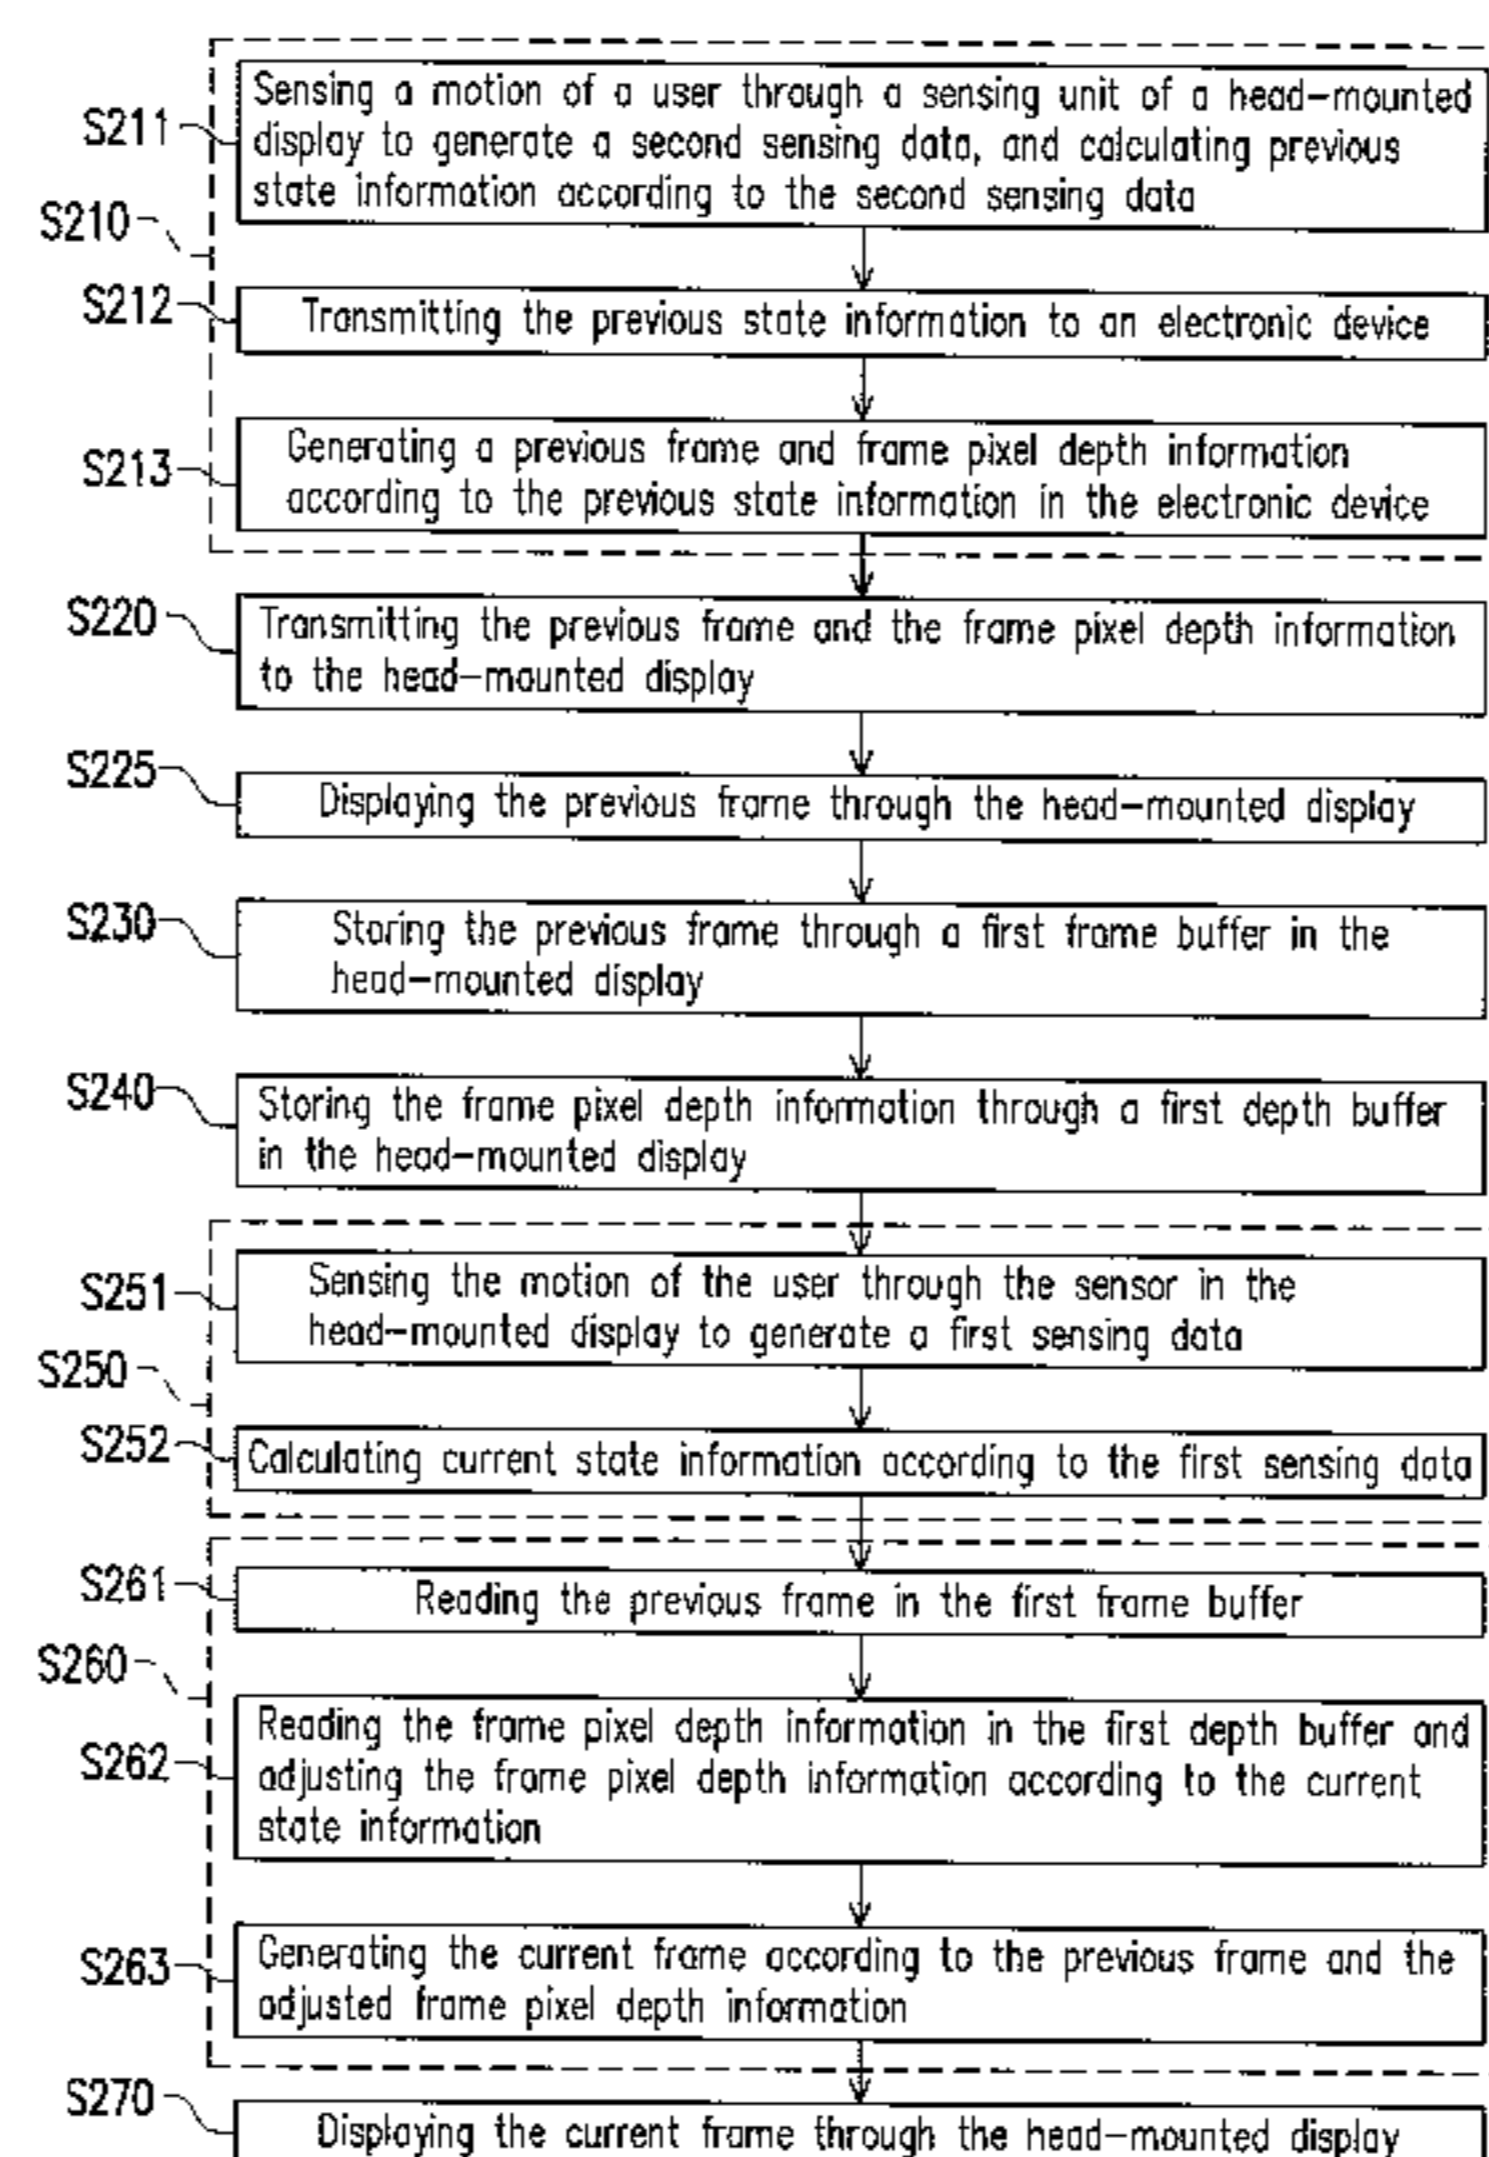 S211
Sensing a motion of a user through a sensing unit of a head-mounted
display to generate a second sensing data, and calculating previous
state information according to the second sensing data
S210
S212
Transmitting the previous state information to an electronic device
S213
Generating a previous frame and frame pixel depth information
according to the previous state information in the electronic device
S220
Transmitting the previous frame and the frame pixel depth information
to the head-mounted display
S225
Displaying the previous frame through the head-mounted display
S230
Storing the previous frame through a first frame buffer in the
head-mounted display
S240
Storing the frame pixel depth information through a first depth buffer
in the head-mounted display
S251
Sensing the motion of the user through the sensor in the
head-mounted display to generate a first sensing data
S250
S252
Calculating current state information according to the first sensing data
S261
Reading the previous frame in the first frame buffer
S260
S262
Reading the frame pixel depth information in the first depth buffer and
adjusting the frame pixel depth information according to the current
state information
S263
Generating the current frame according to the previous frame and the
adjusted frame pixel depth information
S270
Displaying the current frame through the head-mounted display